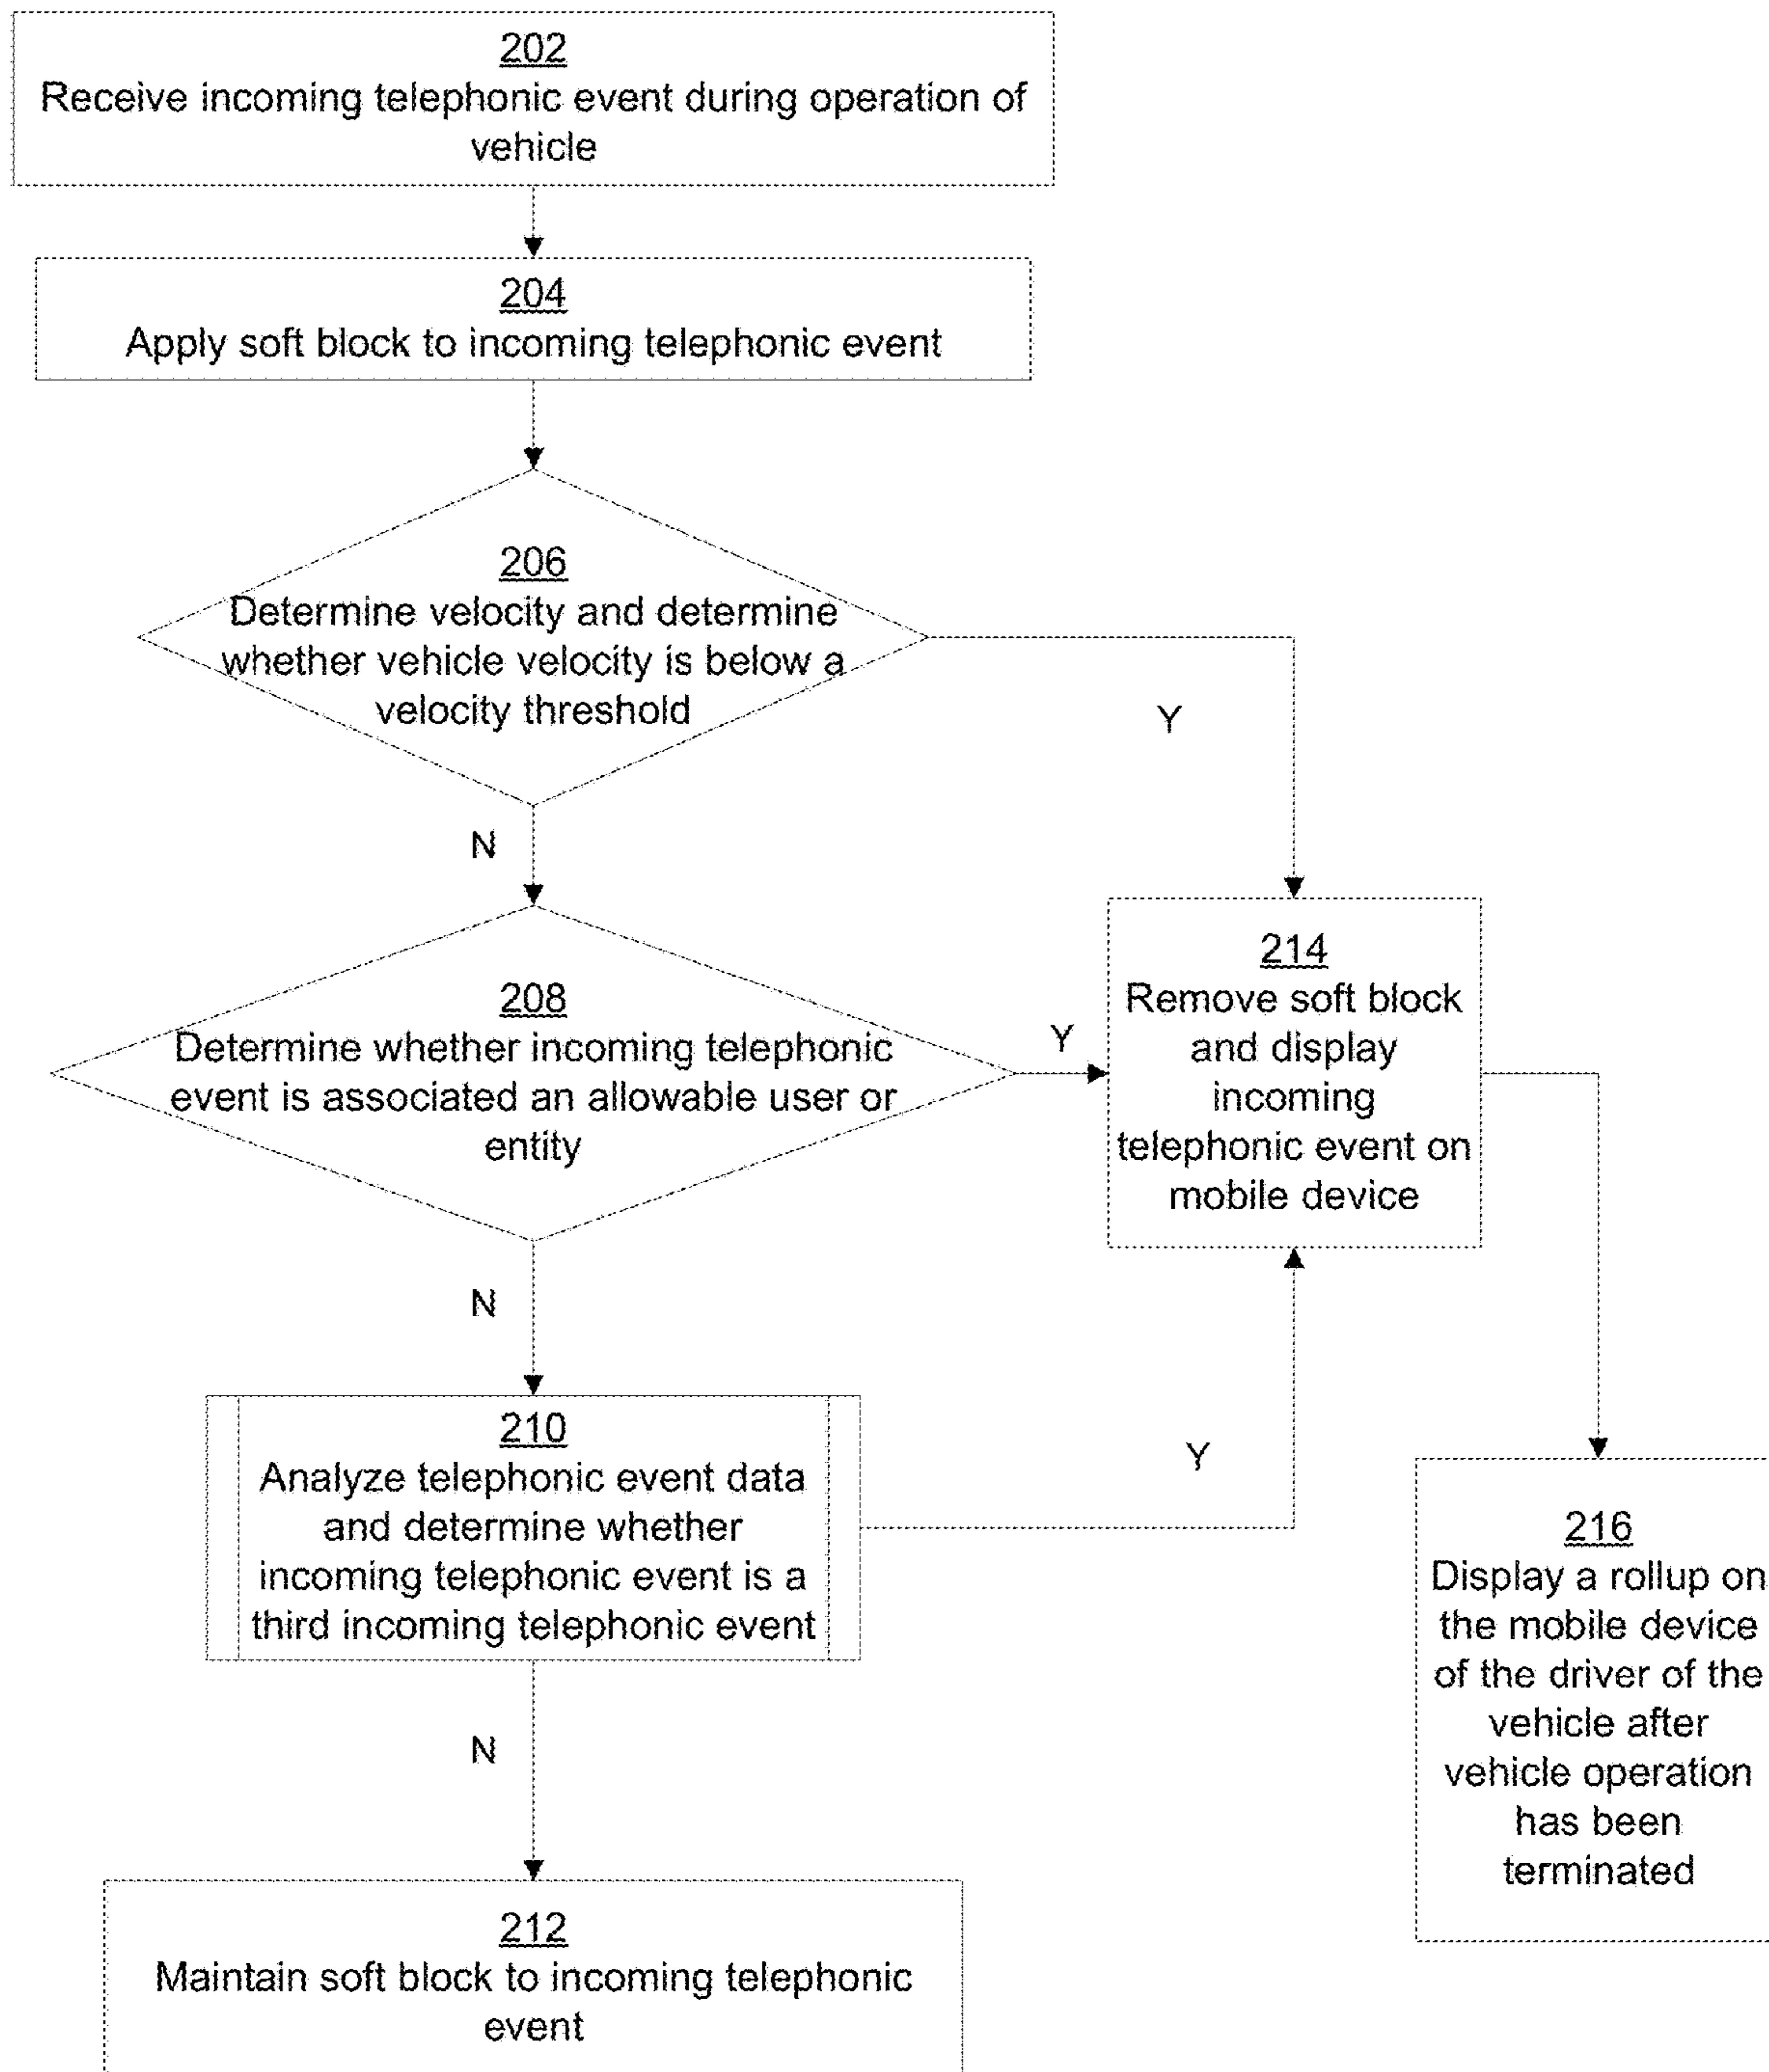 202
Receive incoming telephonic event during operation of
vehicle
204
Apply soft block to incoming telephonic event
206
Determine velocity and determine
whether vehicle velocity is below a
velocity threshold
Y
N
208
Determine whether incoming telephonic
event is associated an allowable user or
entity
Y
N
214
Remove soft block
and display
incoming
telephonic event on
mobile device
210
Analyze telephonic event data
and determine whether
incoming telephonic event is a
third incoming telephonic event
Y
N
216
Display a rollup on
the mobile device
of the driver of the
vehicle after
vehicle operation
has been
terminated
212
Maintain soft block to incoming telephonic
event